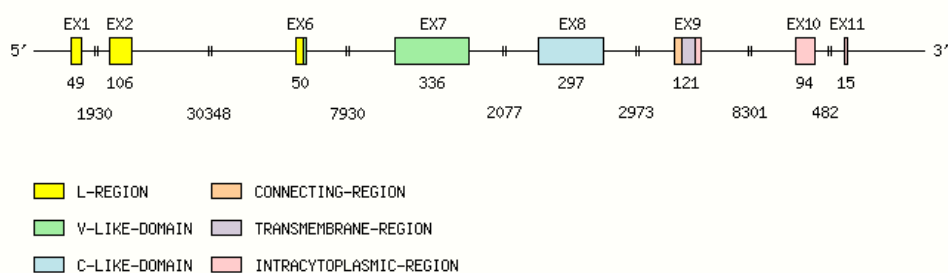 EX1 EX2 EX6 EX7 EX8 EX9 EX10 EX11
5' 3'
49 106 50 336 297 121 94 15
1930 30348 7930 2077 2973 8301 482
L-REGION CONNECTING-REGION
V-LIKE-DOMAIN TRANSMEMBRANE-REGION
C-LIKE-DOMAIN INTRACYTOPLASMIC-REGION